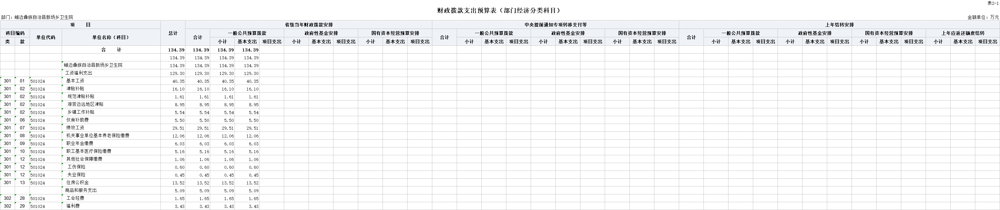 表2-1
财政拨款支出预算表（部门经济分类科目）
部门：峨边彝族自治县新场乡卫生院 金额单位：万元
项 目 总计 省级当年财政拨款安排 中央提前通知专项转移支付等 上年结转安排
科目编码 单位代码 单位名称（科目） 合计 一般公共预算拨款 政府性基金安排 国有资本经营预算安排 合计 一般公共预算拨款 政府性基金安排 国有资本经营预算安排 合计 一般公共预算拨款 政府性基金安排 国有资本经营预算安排 上年应返还额度结转
类 款 小计 基本支出 项目支出 小计 基本支出 项目支出 小计 基本支出 项目支出 小计 基本支出 项目支出 小计 基本支出 项目支出 小计 基本支出 项目支出 小计 基本支出 项目支出 小计 基本支出 项目支出 小计 基本支出 项目支出 小计 基本支出 项目支出
合 计 134.39 134.39 134.39 134.39
134.39 134.39 134.39 134.39
峨边彝族自治县新场乡卫生院 134.39 134.39 134.39 134.39
工资福利支出 129.30 129.30 129.30 129.30
301 01 501024 基本工资 40.35 40.35 40.35 40.35
301 02 501024 津贴补贴 16.10 16.10 16.10 16.10
301 02 501024 规范津贴补贴 1.61 1.61 1.61 1.61
301 02 501024 艰苦边远地区津贴 8.95 8.95 8.95 8.95
301 02 501024 乡镇工作补贴 5.54 5.54 5.54 5.54
301 06 501024 伙食补助费 5.50 5.50 5.50 5.50
301 07 501024 绩效工资 29.51 29.51 29.51 29.51
301 08 501024 机关事业单位基本养老保险缴费 12.06 12.06 12.06 12.06
301 09 501024 职业年金缴费 6.03 6.03 6.03 6.03
301 10 501024 职工基本医疗保险缴费 5.16 5.16 5.16 5.16
301 12 501024 其他社会保障缴费 1.06 1.06 1.06 1.06
301 12 501024 工伤保险 0.60 0.60 0.60 0.60
301 12 501024 失业保险 0.45 0.45 0.45 0.45
301 13 501024 住房公积金 13.52 13.52 13.52 13.52
商品和服务支出 5.09 5.09 5.09 5.09
302 28 501024 工会经费 1.65 1.65 1.65 1.65
302 29 501024 福利费 3.43 3.43 3.43 3.43